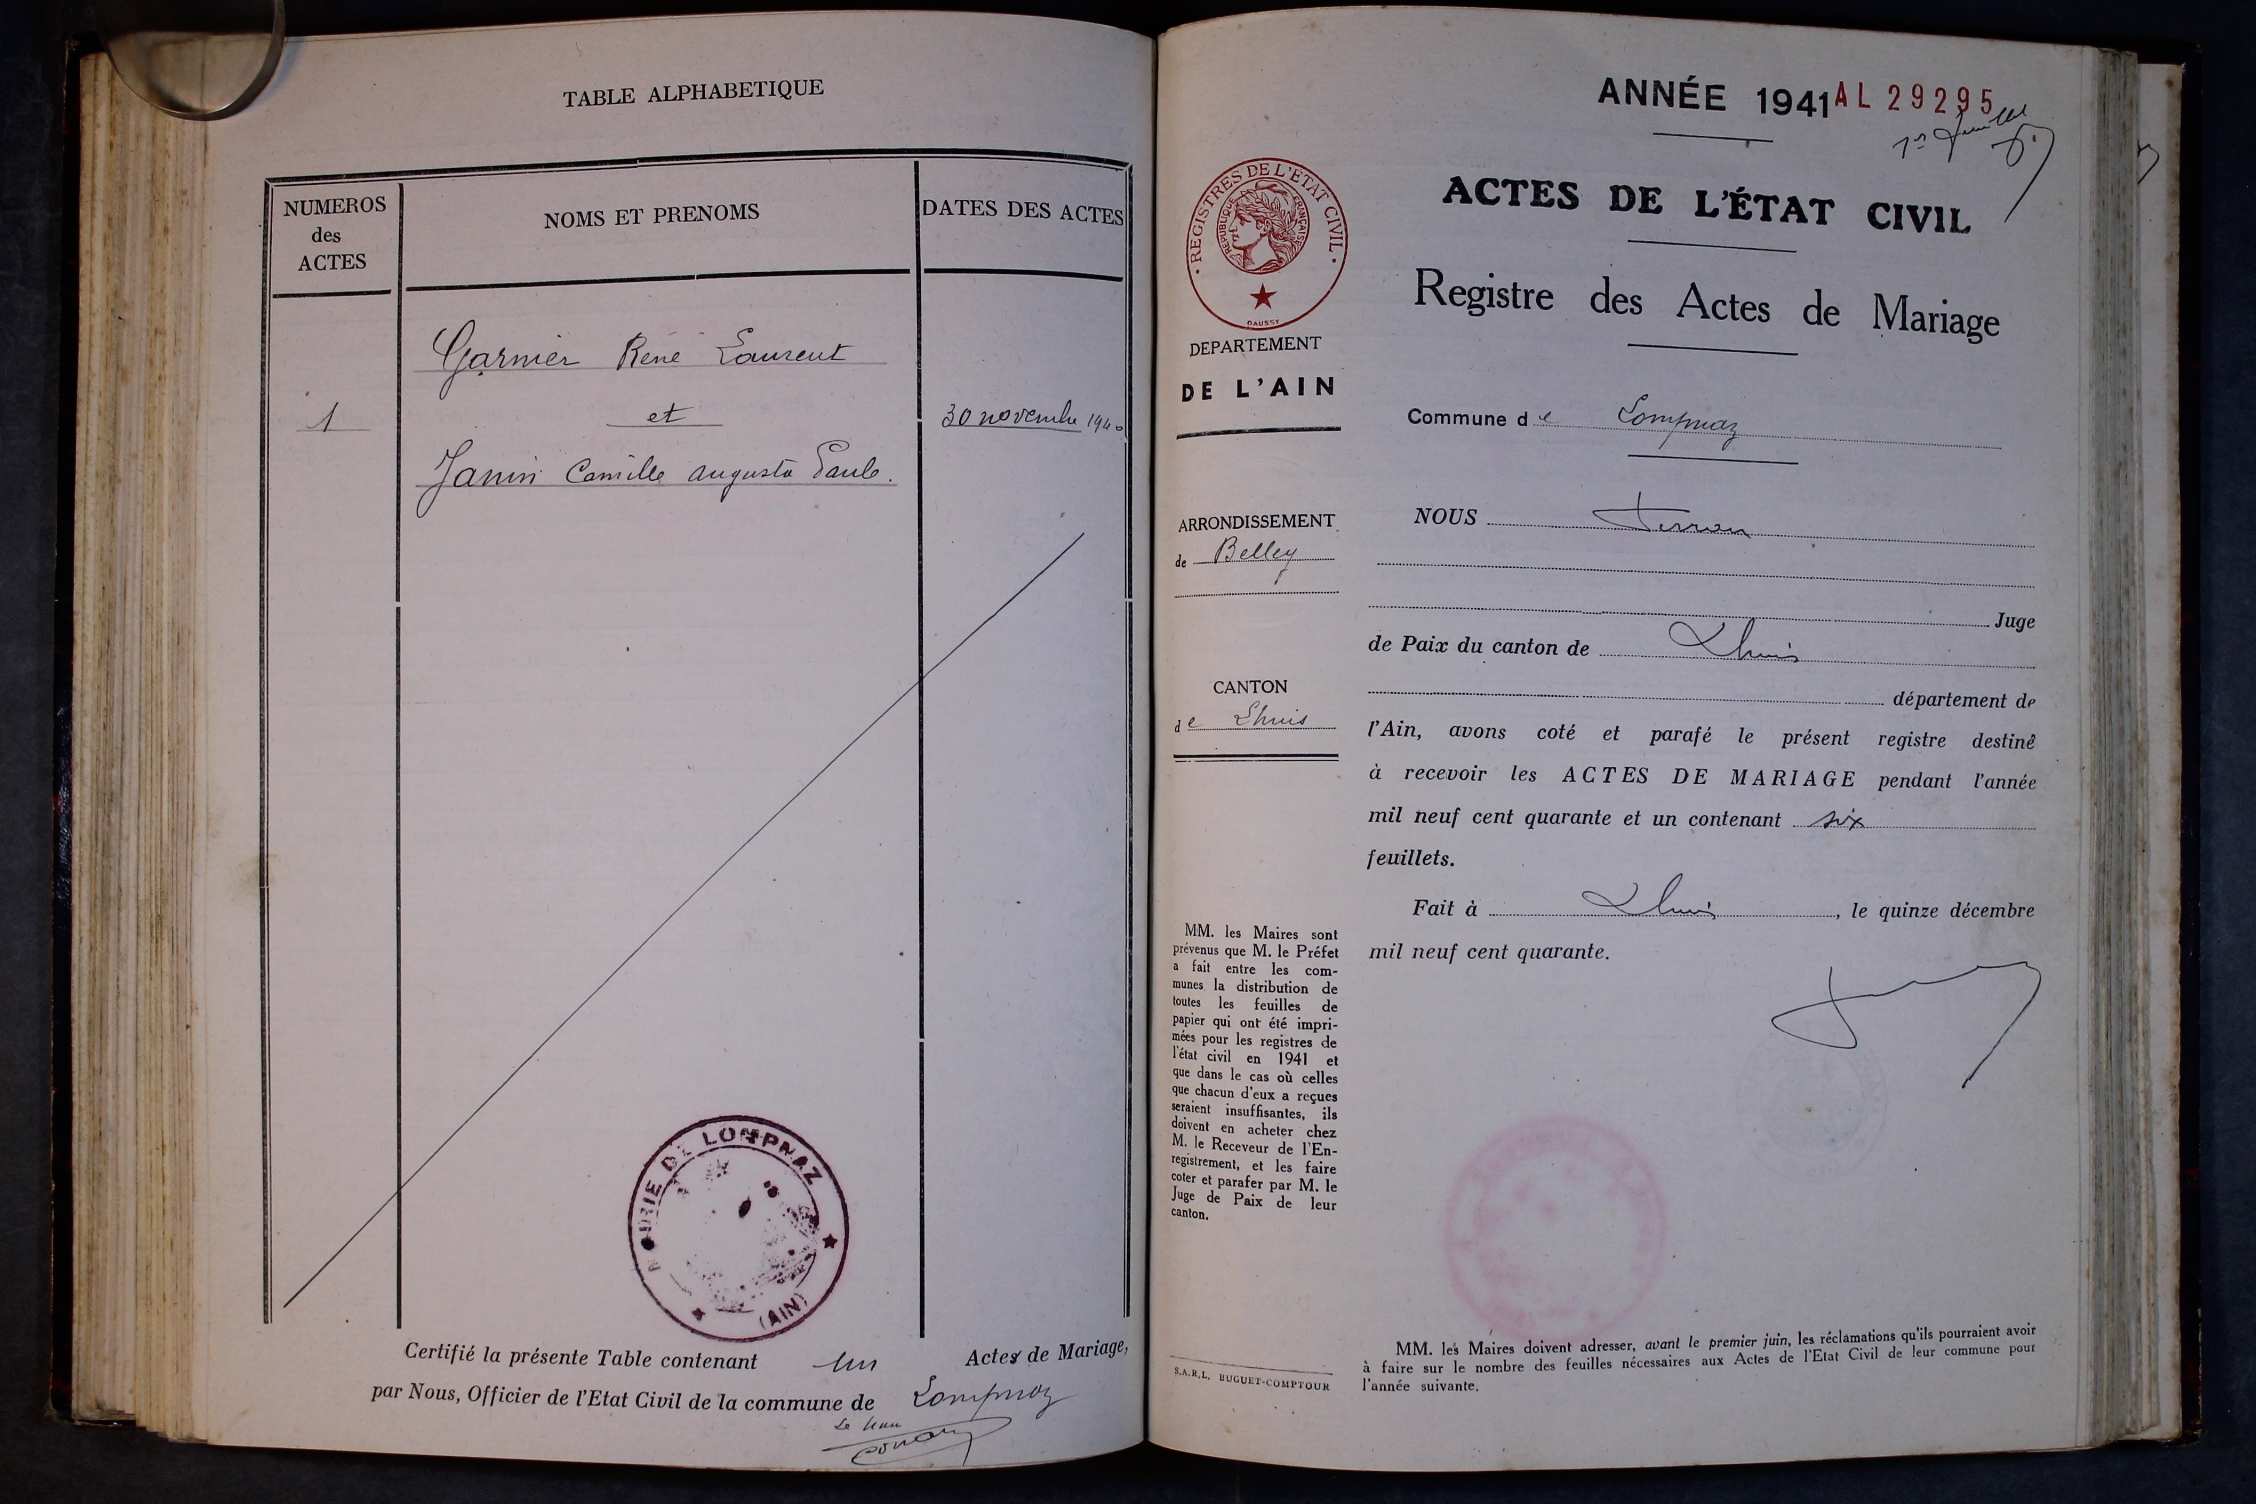 TABLE ALPHABETIQUE
NUMEROS
des
ACTES
NOMS ET PRENOMS
DATES DES ACTES
Garnier René Laurent
1
et
30 novembre 1940
Janin Camille Augusta Paule.
MAIRIE DE LOMPNAZ
(AIN)
Certifié la présente Table contenant un Actes de Mariage,
par Nous, Officier de l'Etat Civil de la commune de Lompnaz
Le Maire
ANNÉE 1941
AL 29295
1er feuillet
ACTES DE L'ÉTAT CIVIL
Registre des Actes de Mariage
· REGISTRES DE L'ETAT CIVIL ·
REPUBLIQUE FRANÇAISE
DAUSSY
DEPARTEMENT
DE L'AIN
ARRONDISSEMENT
de Belley
CANTON
de Lhuis
MM. les Maires sont
prévenus que M. le Préfet
a fait entre les com-
munes la distribution de
toutes les feuilles de
papier qui ont été impri-
mées pour les registres de
l'état civil en 1941 et
que dans le cas où celles
que chacun d'eux a reçues
seraient insuffisantes, ils
doivent en acheter chez
M. le Receveur de l'En-
registrement, et les faire
coter et parafer par M. le
Juge de Paix de leur
canton.
S.A.R.L. BUGUET-COMPTOUR
Commune de Lompnaz
NOUS
Juge
de Paix du canton de Lhuis
département de
l'Ain, avons coté et parafé le présent registre destiné
à recevoir les ACTES DE MARIAGE pendant l'année
mil neuf cent quarante et un contenant six
feuillets.
Fait à Lhuis, le quinze décembre
mil neuf cent quarante.
MM. les Maires doivent adresser, avant le premier juin, les réclamations qu'ils pourraient avoir
à faire sur le nombre des feuilles nécessaires aux Actes de l'Etat Civil de leur commune pour
l'année suivante.